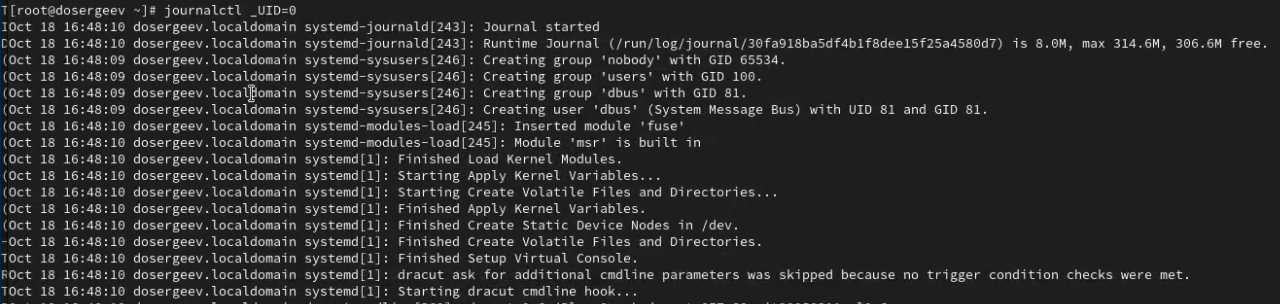 T[root@dosergeev ~]# journalctl _UID=0
IOct 18 16:48:10 dosergeev.localdomain systemd-journald[243]: Journal started
DOct 18 16:48:10 dosergeev.localdomain systemd-journald[243]: Runtime Journal (/run/log/journal/30fa918ba5df4b1f8dee15f25a4580d7) is 8.0M, max 314.6M, 306.6M free.
(Oct 18 16:48:09 dosergeev.localdomain systemd-sysusers[246]: Creating group 'nobody' with GID 65534.
(Oct 18 16:48:09 dosergeev.localdomain systemd-sysusers[246]: Creating group 'users' with GID 100.
(Oct 18 16:48:09 dosergeev.localdomain systemd-sysusers[246]: Creating group 'dbus' with GID 81.
(Oct 18 16:48:09 dosergeev.localdomain systemd-sysusers[246]: Creating user 'dbus' (System Message Bus) with UID 81 and GID 81.
(Oct 18 16:48:10 dosergeev.localdomain systemd-modules-load[245]: Inserted module 'fuse'
(Oct 18 16:48:10 dosergeev.localdomain systemd-modules-load[245]: Module 'msr' is built in
(Oct 18 16:48:10 dosergeev.localdomain systemd[1]: Finished Load Kernel Modules.
(Oct 18 16:48:10 dosergeev.localdomain systemd[1]: Starting Apply Kernel Variables...
(Oct 18 16:48:10 dosergeev.localdomain systemd[1]: Starting Create Volatile Files and Directories...
(Oct 18 16:48:10 dosergeev.localdomain systemd[1]: Finished Apply Kernel Variables.
(Oct 18 16:48:10 dosergeev.localdomain systemd[1]: Finished Create Static Device Nodes in /dev.
-Oct 18 16:48:10 dosergeev.localdomain systemd[1]: Finished Create Volatile Files and Directories.
TOct 18 16:48:10 dosergeev.localdomain systemd[1]: Finished Setup Virtual Console.
ROct 18 16:48:10 dosergeev.localdomain systemd[1]: dracut ask for additional cmdline parameters was skipped because no trigger condition checks were met.
TOct 18 16:48:10 dosergeev.localdomain systemd[1]: Starting dracut cmdline hook...